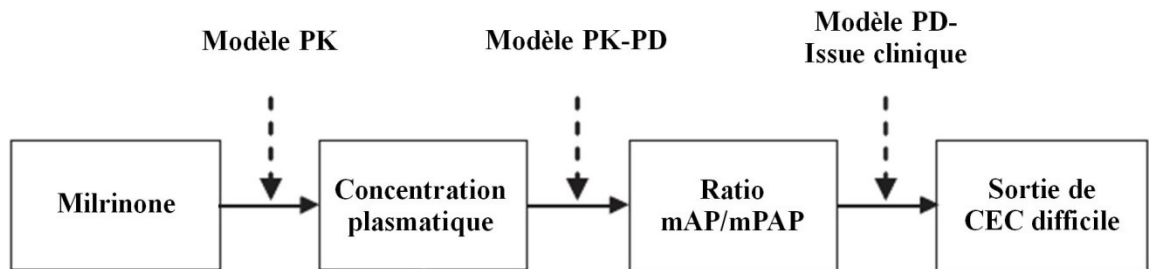 Modèle PK
Modèle PK-PD
Modèle PD-
Issue clinique
Milrinone
Concentration
plasmatique
Ratio
mAP/mPAP
Sortie de
CEC difficile